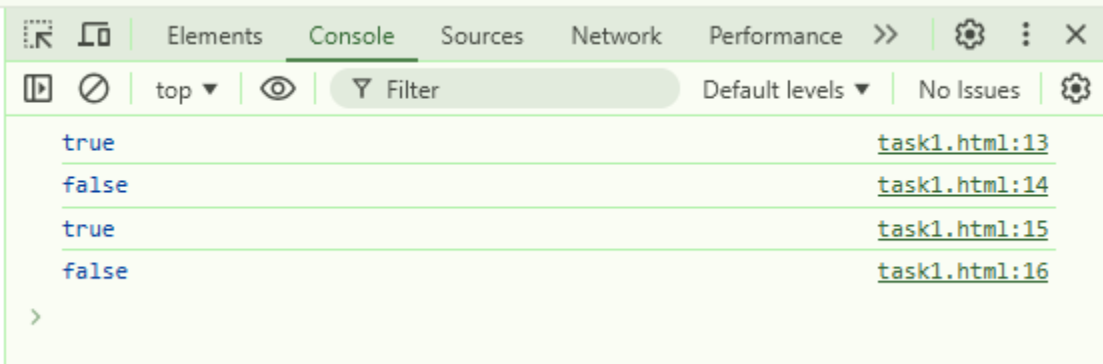 Elements Console Sources Network Performance
top Filter Default levels No Issues
true task1.html:13
false task1.html:14
true task1.html:15
false task1.html:16